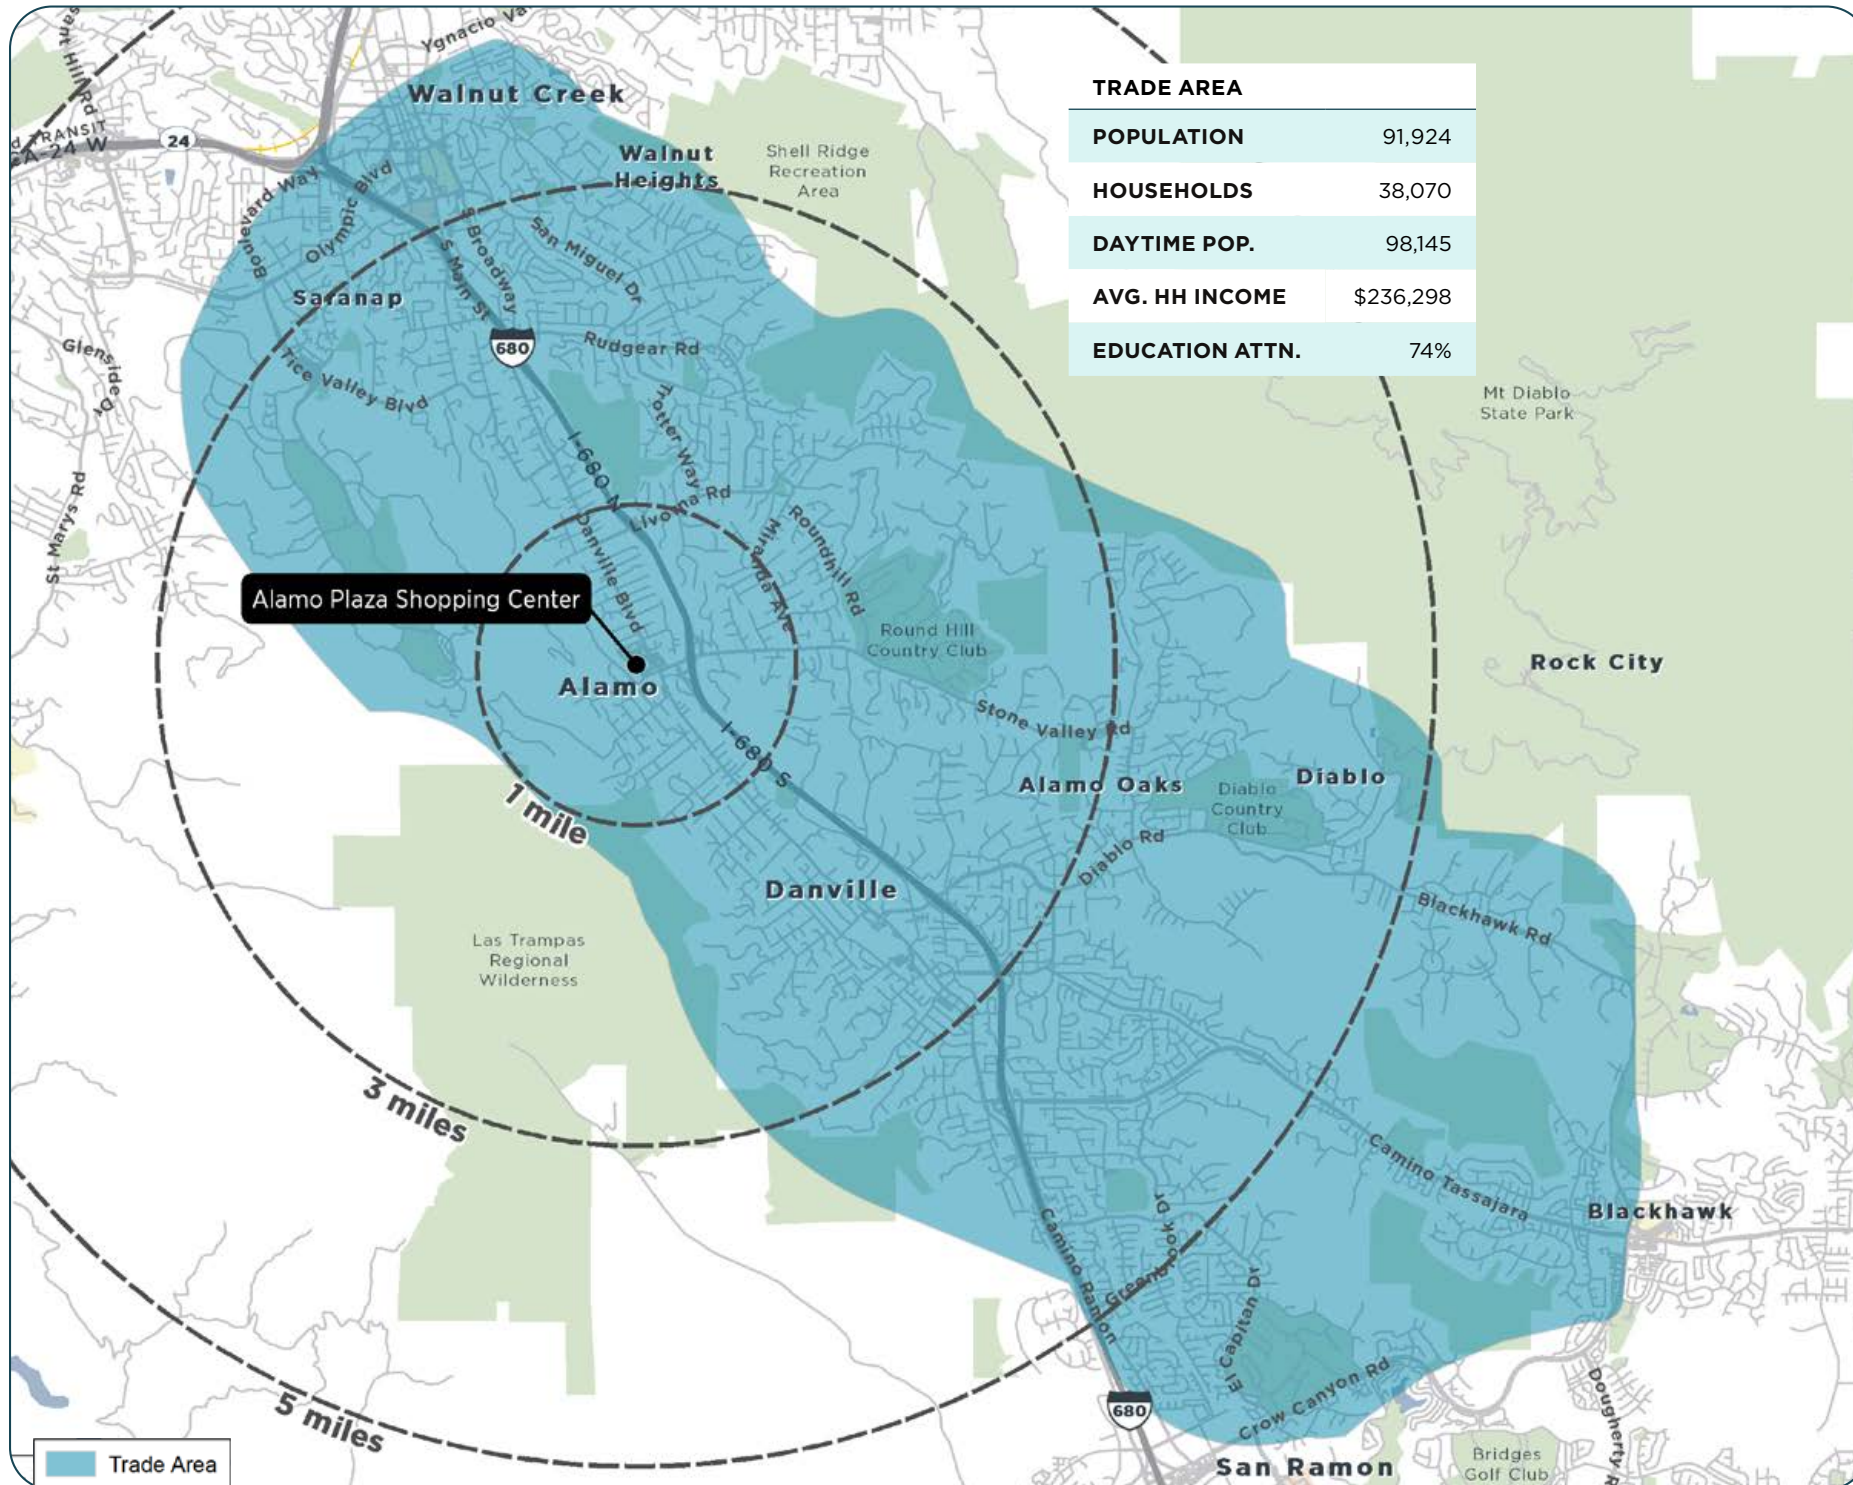 Ygnacio Va
Walnut Creek
TRADE AREA
POPULATION 91,924
HOUSEHOLDS 38,070
DAYTIME POP. 98,145
AVG. HH INCOME $236,298
EDUCATION ATTN. 74%
nt Hill Rd
TRANSIT
A-24 W
24
Walnut
Heights
Shell Ridge
Recreation
Area
Boulevard Way
Olympic Blvd
S Broadway
S Main St
San Miguel Dr
Saranap
680
Rudgear Rd
Glenside Dr
Tice Valley Blvd
Trotter Way
Mt Diablo
State Park
I-680 N
Livorna Rd
St Marys Rd
Danville Blvd
Miranda Ave
Roundhill Rd
Alamo Plaza Shopping Center
Round Hill
Country Club
Rock City
Alamo
Stone Valley Rd
I-680 S
Alamo Oaks
Diablo
Diablo
Country
Club
1 mile
Diablo Rd
Danville
Blackhawk Rd
Las Trampas
Regional
Wilderness
3 miles
Camino Tassajara
Blackhawk
Camino Ramon
Greenbrook Dr
El Capitan Dr
Crow Canyon Rd
5 miles
680
Dougherty R
Trade Area
San Ramon
Bridges
Golf Club